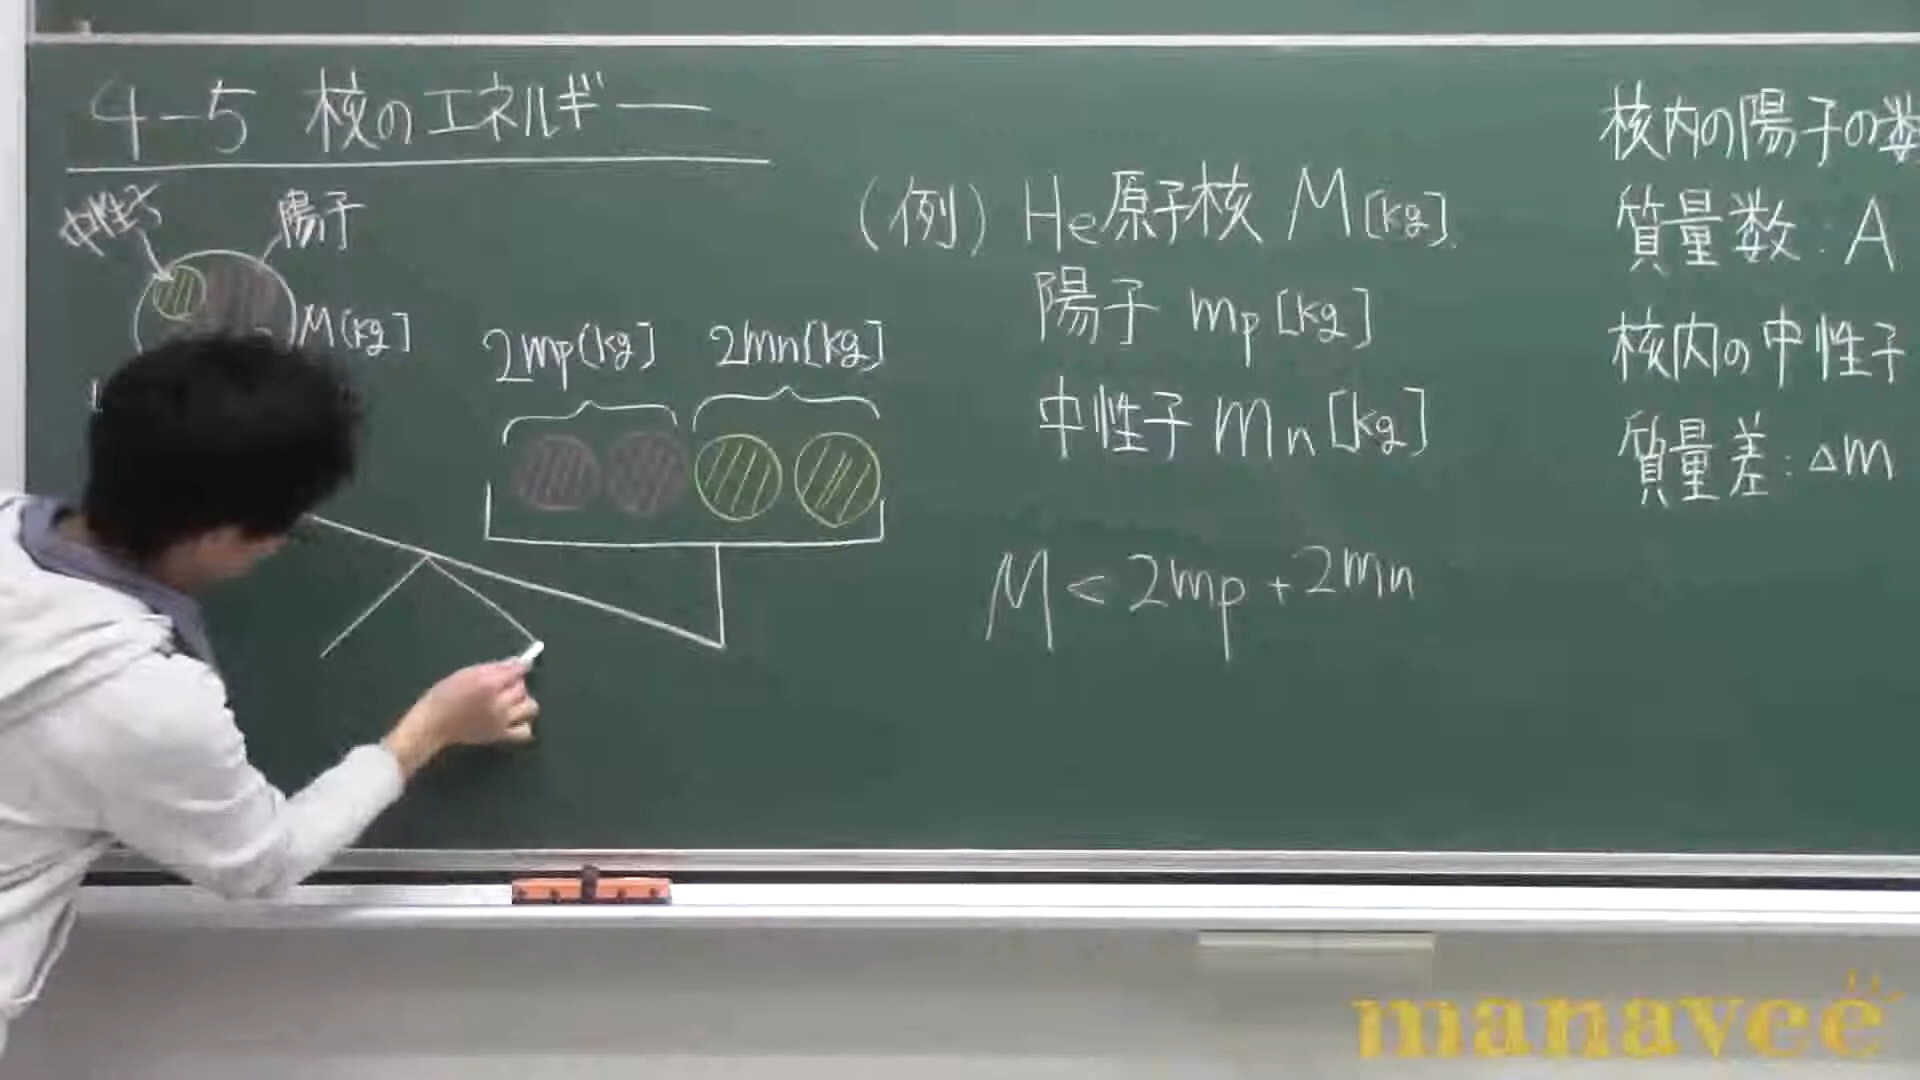 4-5 核のエネルギー
中性子
陽子
M[kg]
2mp[kg]
2mn[kg]
(例) He原子核 M[kg]
陽子 mp[kg]
中性子 mn[kg]
M < 2mp + 2mn
核内の陽子の数
質量数: A
核内の中性子
質量差: △m
manavee